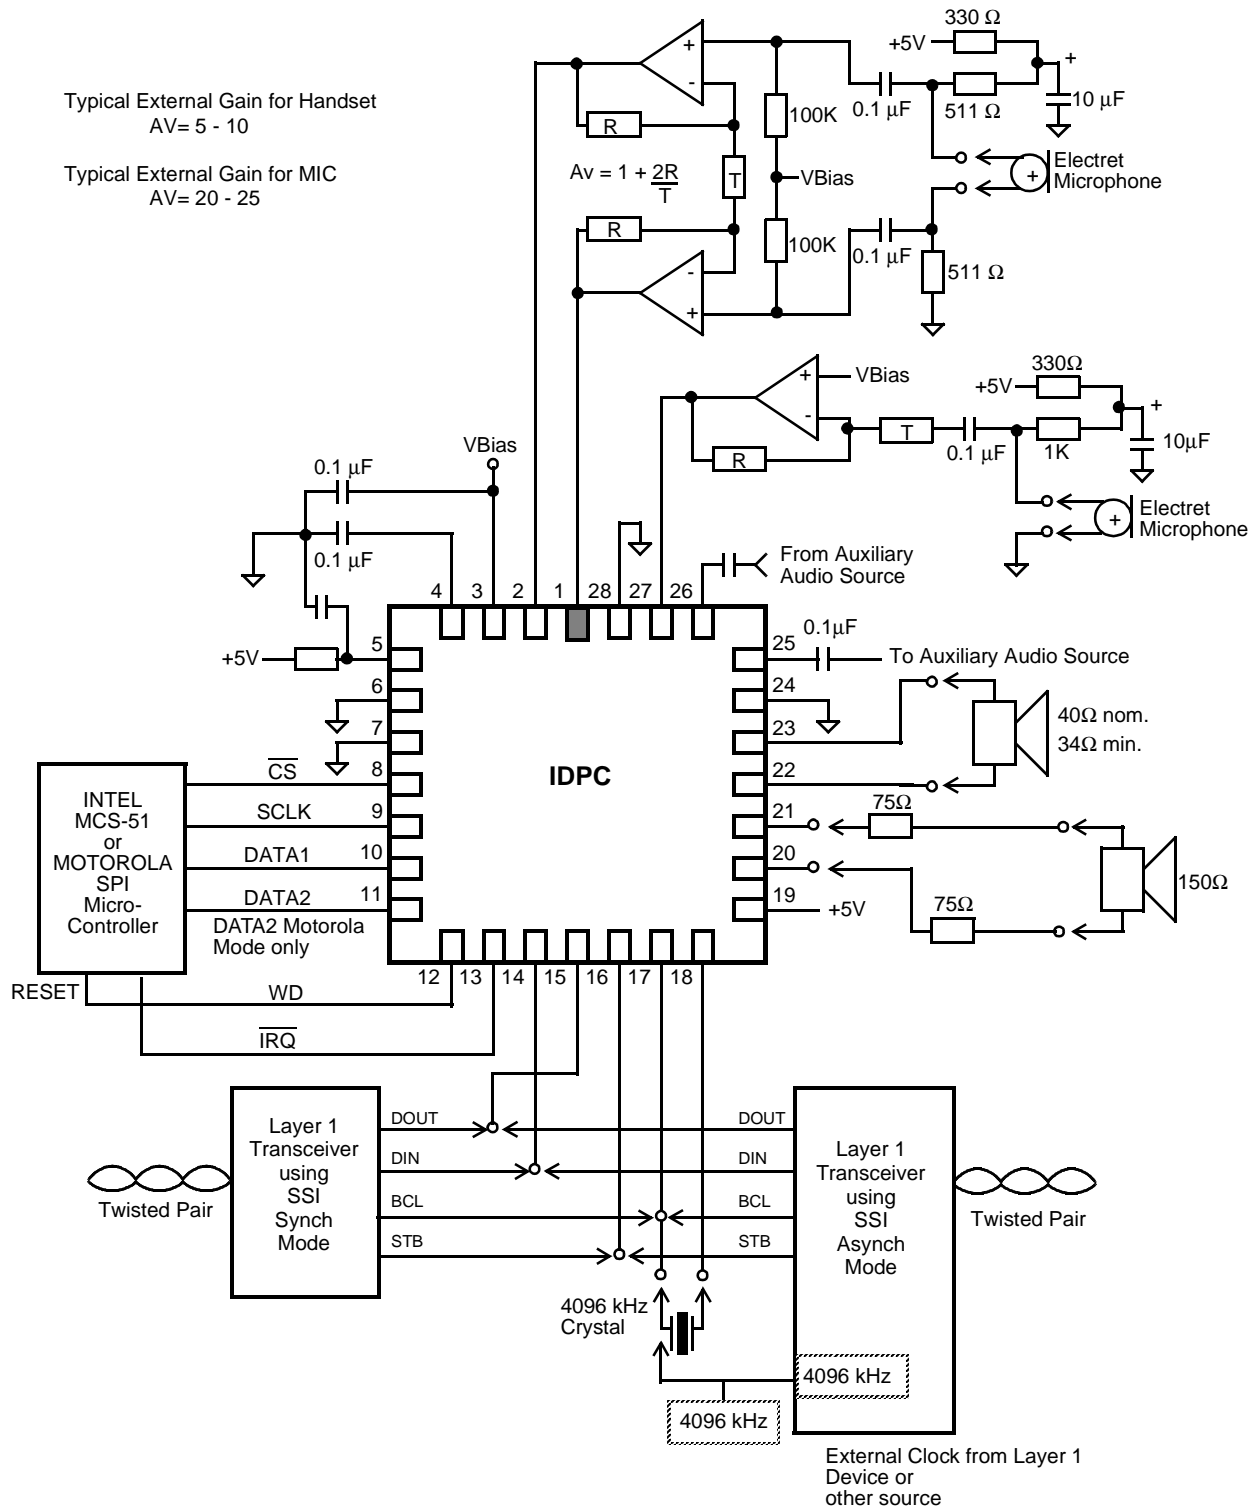 330 Ω
+5V
+
0.1 µF
511 Ω
10 µF
Typical External Gain for Handset
AV= 5 - 10
Typical External Gain for MIC
AV= 20 - 25
+
-
R
100K
Av = 1 + 2R
T
T
VBias
Electret
Microphone
+
R
100K
0.1 µF
511 Ω
-
+
330Ω
+5V
+
+
VBias
-
T
0.1 µF
1K
10µF
R
VBias
0.1 µF
0.1 µF
Electret
Microphone
+
From Auxiliary
Audio Source
4
3
2
1
28
27
26
+5V
5
6
7
8
9
10
11
25
24
23
22
21
20
19
0.1µF
To Auxiliary Audio Source
40Ω nom.
34Ω min.
IDPC
75Ω
75Ω
150Ω
+5V
INTEL
MCS-51
or
MOTOROLA
SPI
Micro-
Controller
CS
SCLK
DATA1
DATA2
DATA2 Motorola
Mode only
12
13
14
15
16
17
18
RESET
WD
IRQ
Layer 1
Transceiver
using
SSI
Synch
Mode
DOUT
DIN
BCL
STB
DOUT
DIN
BCL
STB
Layer 1
Transceiver
using
SSI
Asynch
Mode
Twisted Pair
Twisted Pair
4096 kHz
Crystal
4096 kHz
4096 kHz
External Clock from Layer 1
Device or
other source